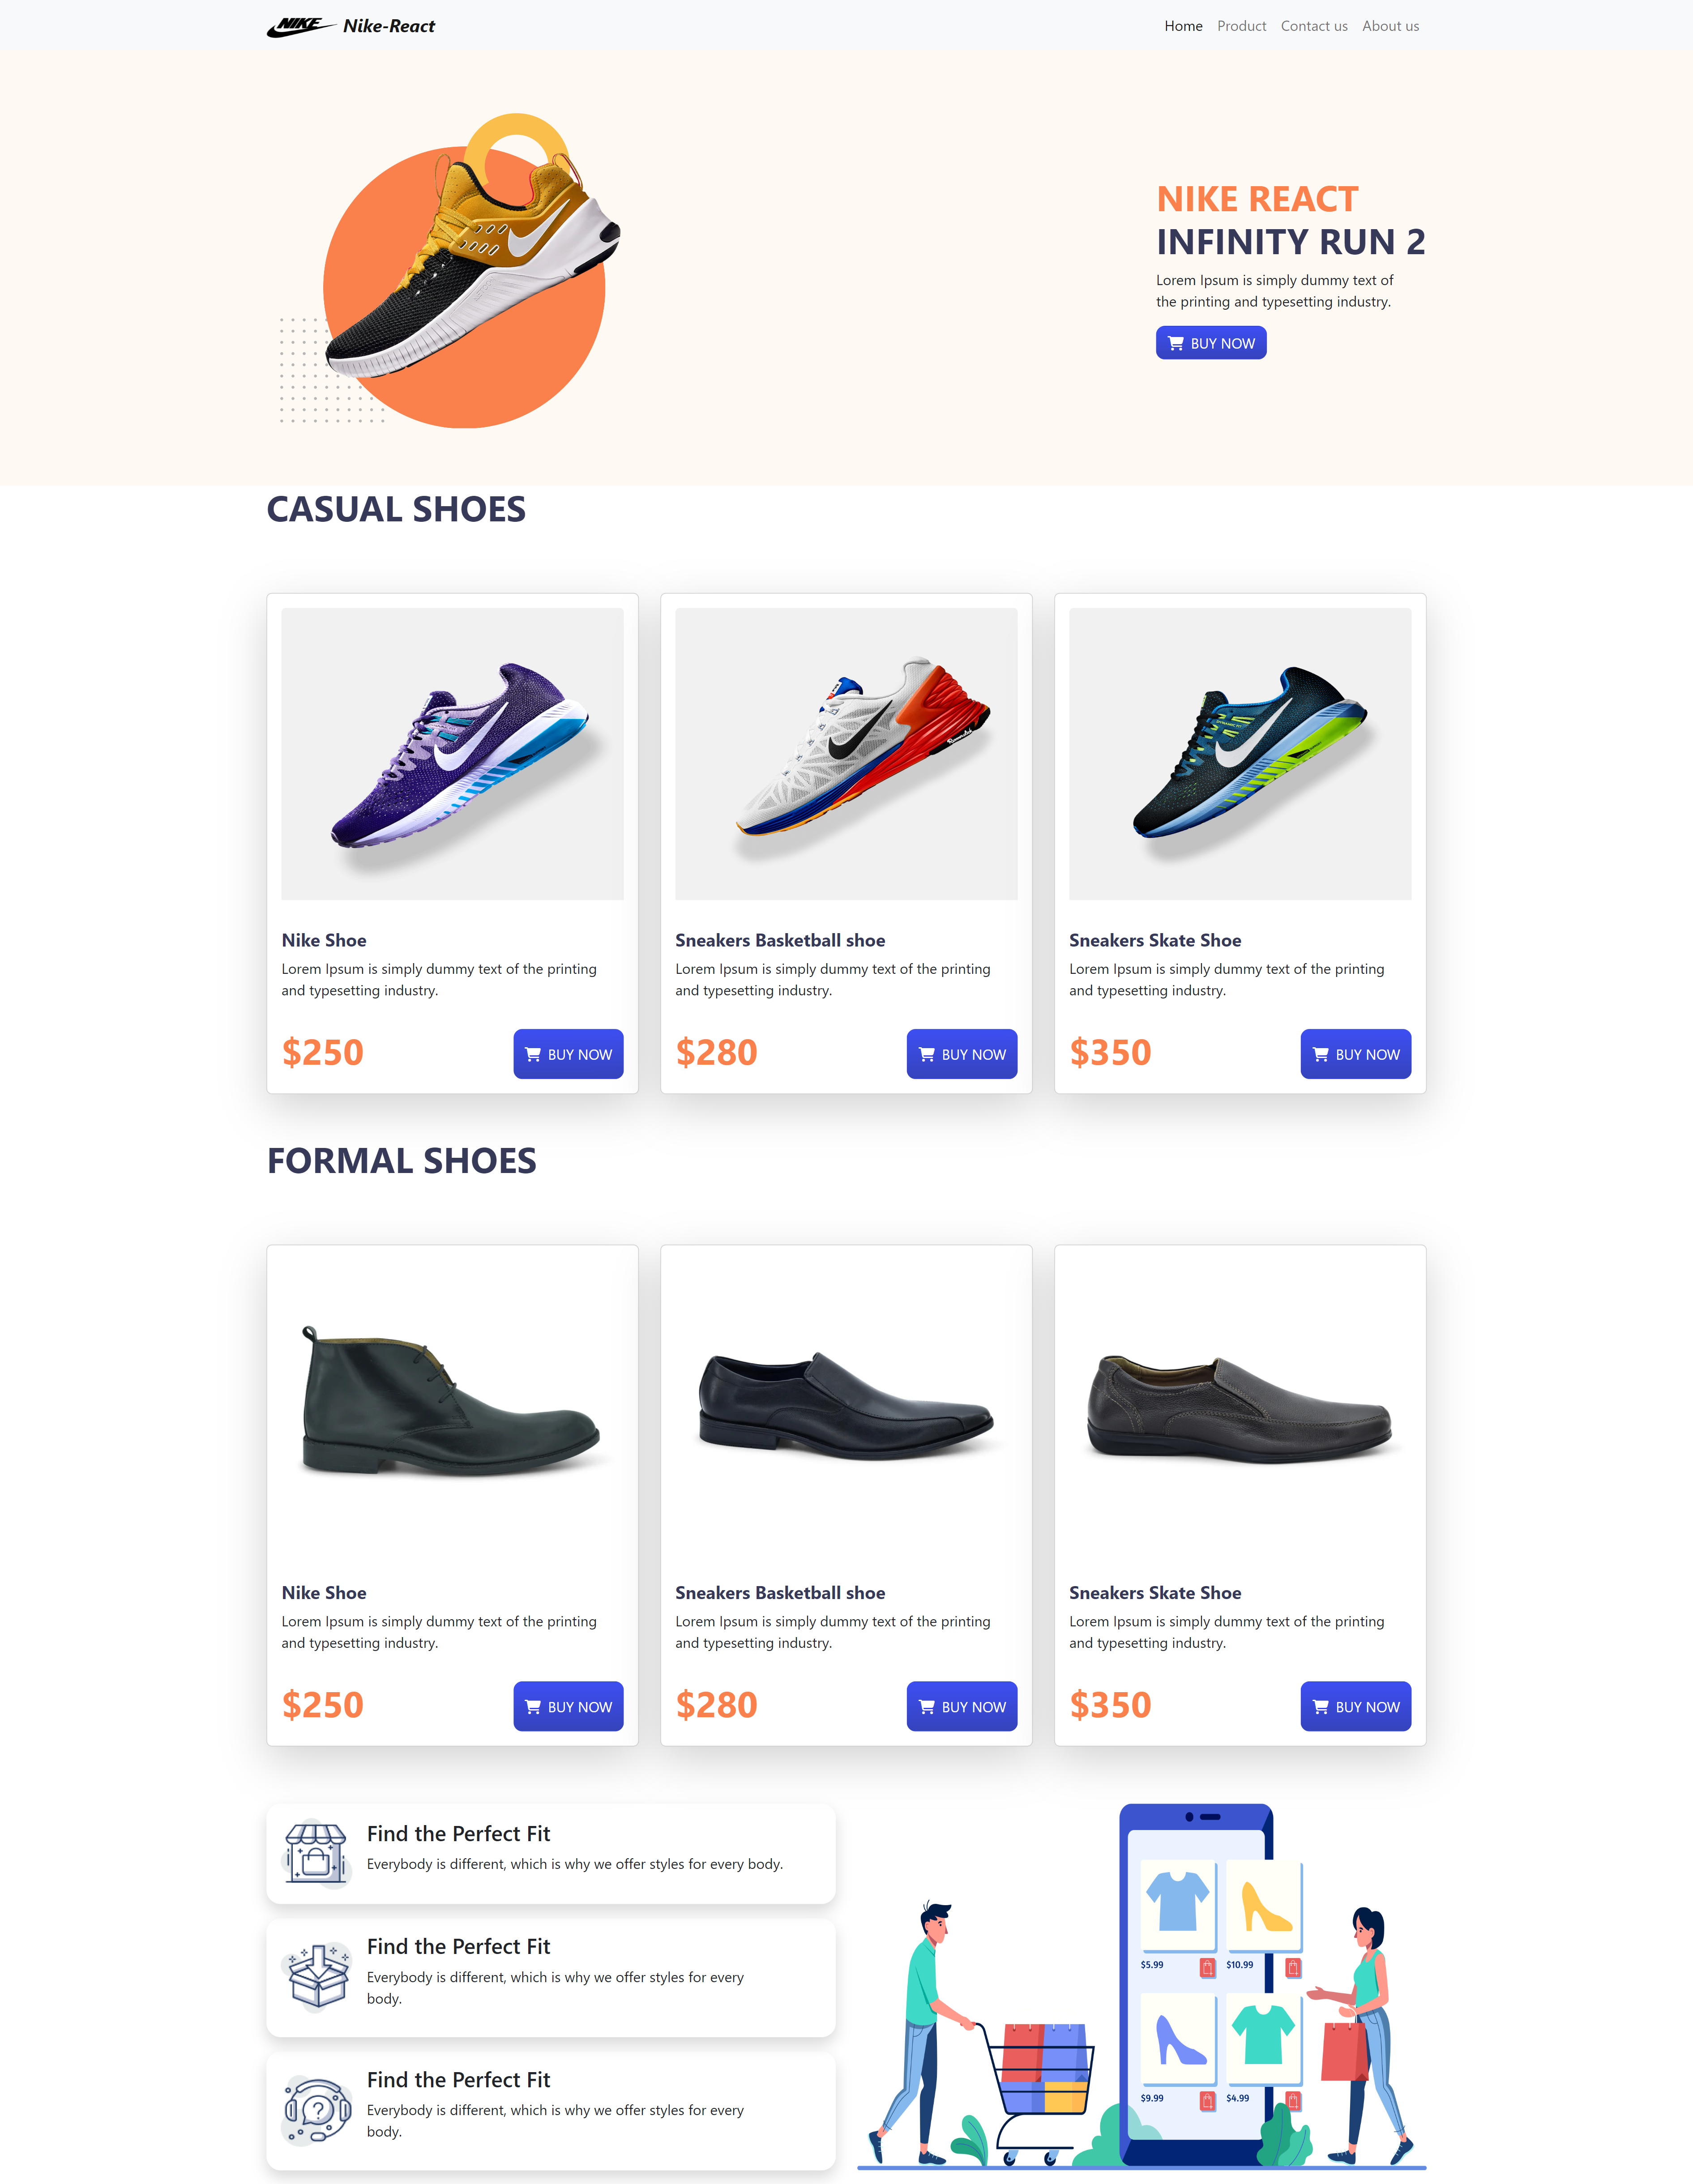 NIKE Nike-React
Home Product Contact us About us
NIKE REACT
INFINITY RUN 2
Lorem Ipsum is simply dummy text of
the printing and typesetting industry.
BUY NOW
CASUAL SHOES
Nike Shoe
Lorem Ipsum is simply dummy text of the printing
and typesetting industry.
$250 BUY NOW
Sneakers Basketball shoe
Lorem Ipsum is simply dummy text of the printing
and typesetting industry.
$280 BUY NOW
Sneakers Skate Shoe
Lorem Ipsum is simply dummy text of the printing
and typesetting industry.
$350 BUY NOW
FORMAL SHOES
Nike Shoe
Lorem Ipsum is simply dummy text of the printing
and typesetting industry.
$250 BUY NOW
Sneakers Basketball shoe
Lorem Ipsum is simply dummy text of the printing
and typesetting industry.
$280 BUY NOW
Sneakers Skate Shoe
Lorem Ipsum is simply dummy text of the printing
and typesetting industry.
$350 BUY NOW
Find the Perfect Fit
Everybody is different, which is why we offer styles for every body.
Find the Perfect Fit
Everybody is different, which is why we offer styles for every
body.
Find the Perfect Fit
Everybody is different, which is why we offer styles for every
body.
$5.99 $10.99
$9.99 $4.99